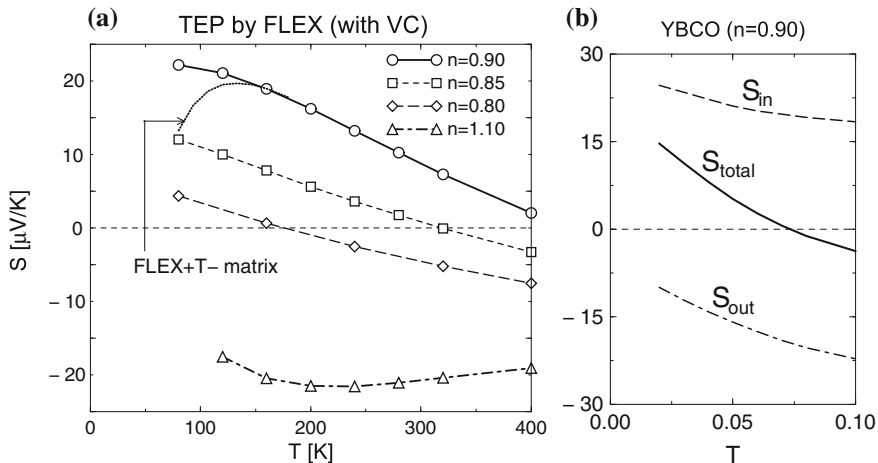 (a)
TEP by FLEX (with VC)
n=0.90
n=0.85
n=0.80
n=1.10
20
10
0
− 10
− 20
S [μV/K]
FLEX+T− matrix
0 100 200 300 400
T [K]
(b)
YBCO (n=0.90)
30
15
0
− 15
−30
S_in
S_total
S_out
0.00 0.05 0.10
T